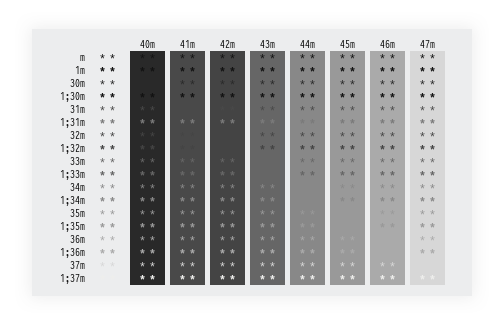 40m 41m 42m 43m 44m 45m 46m 47m
m * * * * * * * * * * * * * * * * * *
1m * * * * * * * * * * * * * * * * * *
30m * * * * * * * * * * * * * * * * * *
1;30m * * * * * * * * * * * * * * * * * *
31m * * * * * * * * * * * * * * * * * *
1;31m * * * * * * * * * * * * * * * * * *
32m * * * * * * * * * * * * * * * * * *
1;32m * * * * * * * * * * * * * * * * * *
33m * * * * * * * * * * * * * * * * * *
1;33m * * * * * * * * * * * * * * * * * *
34m * * * * * * * * * * * * * * * * * *
1;34m * * * * * * * * * * * * * * * * * *
35m * * * * * * * * * * * * * * * * * *
1;35m * * * * * * * * * * * * * * * * * *
36m * * * * * * * * * * * * * * * * * *
1;36m * * * * * * * * * * * * * * * * * *
37m * * * * * * * * * * * * * * * * * *
1;37m * * * * * * * * * * * * * * * *